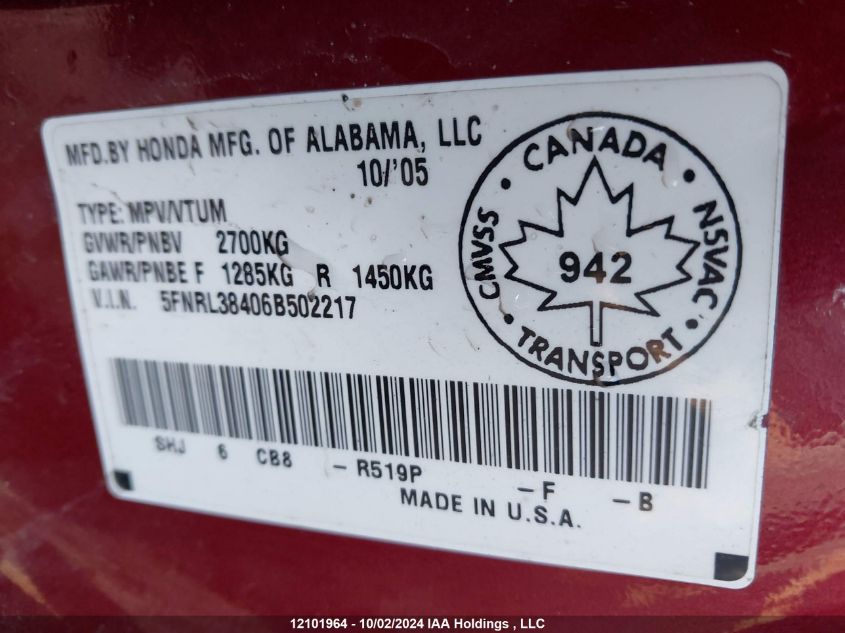 MFD.BY HONDA MFG. OF ALABAMA, LLC
10/'05
TYPE: MPV/VTUM
GVWR/PNBV 2700KG
GAWR/PNBE F 1285KG R 1450KG
V.I.N. 5FNRL38406B502217
CANADA
CMVSS
NSVAC
942
TRANSPORT
SHJ 6 CB8 - R519P - F - B
MADE IN U.S.A.
12101964 - 10/02/2024 IAA Holdings , LLC